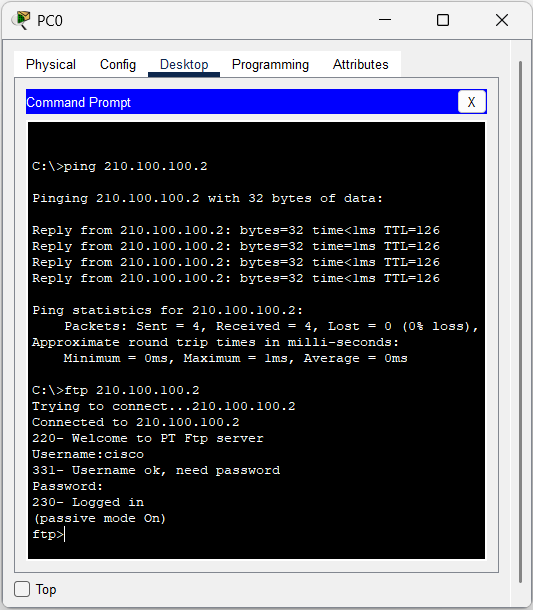 PC0
Physical Config Desktop Programming Attributes
Command Prompt X
C:\>ping 210.100.100.2
Pinging 210.100.100.2 with 32 bytes of data:
Reply from 210.100.100.2: bytes=32 time<1ms TTL=126
Reply from 210.100.100.2: bytes=32 time=1ms TTL=126
Reply from 210.100.100.2: bytes=32 time<1ms TTL=126
Reply from 210.100.100.2: bytes=32 time<1ms TTL=126
Ping statistics for 210.100.100.2:
    Packets: Sent = 4, Received = 4, Lost = 0 (0% loss),
Approximate round trip times in milli-seconds:
    Minimum = 0ms, Maximum = 1ms, Average = 0ms
C:\>ftp 210.100.100.2
Trying to connect...210.100.100.2
Connected to 210.100.100.2
220- Welcome to PT Ftp server
Username:cisco
331- Username ok, need password
Password:
230- Logged in
(passive mode On)
ftp>
Top